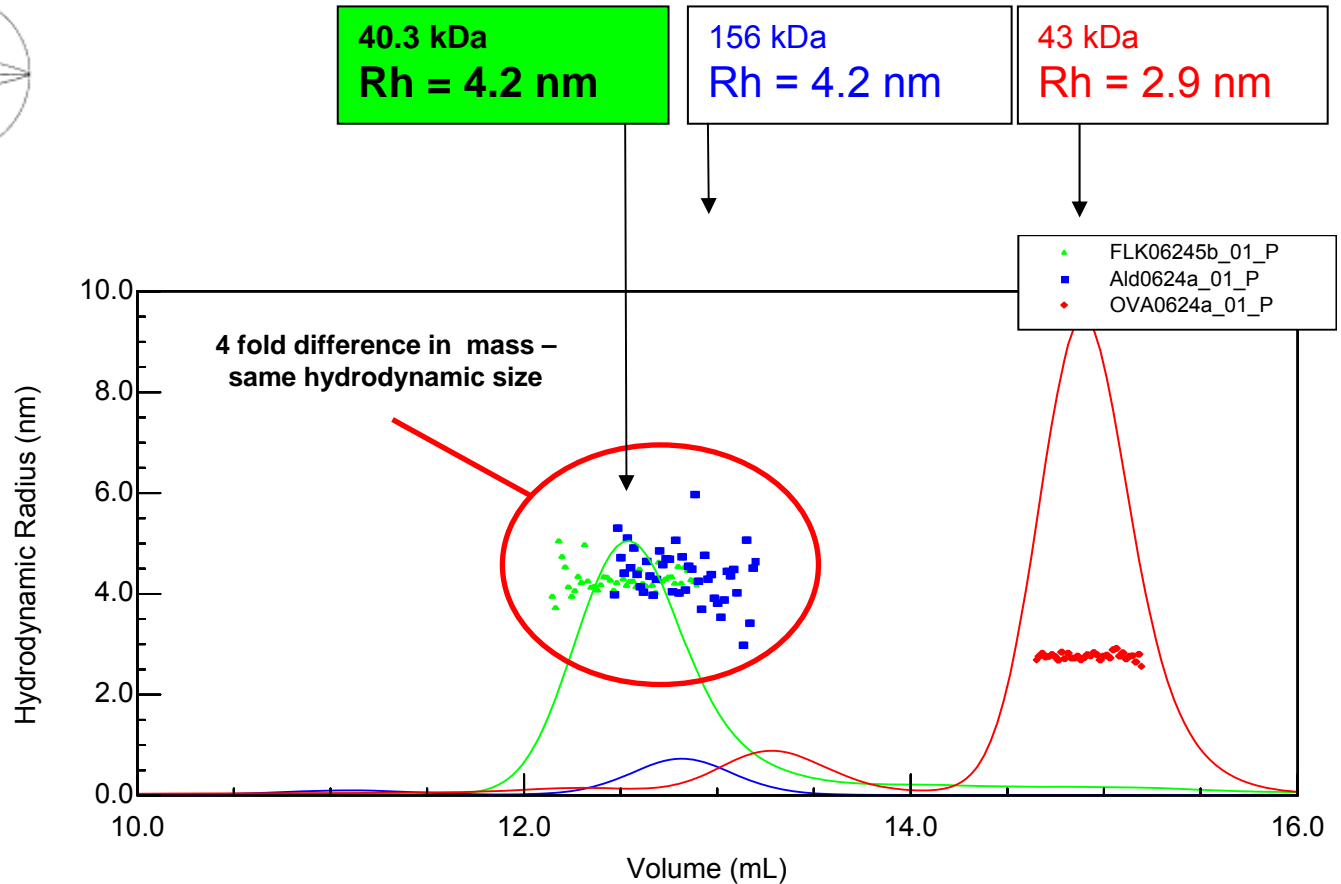 40.3 kDa
Rh = 4.2 nm
156 kDa
Rh = 4.2 nm
43 kDa
Rh = 2.9 nm
FLK06245b_01_P
Ald0624a_01_P
OVA0624a_01_P
4 fold difference in mass –
same hydrodynamic size
Hydrodynamic Radius (nm)
10.0
8.0
6.0
4.0
2.0
0.0
10.0
12.0
14.0
16.0
Volume (mL)